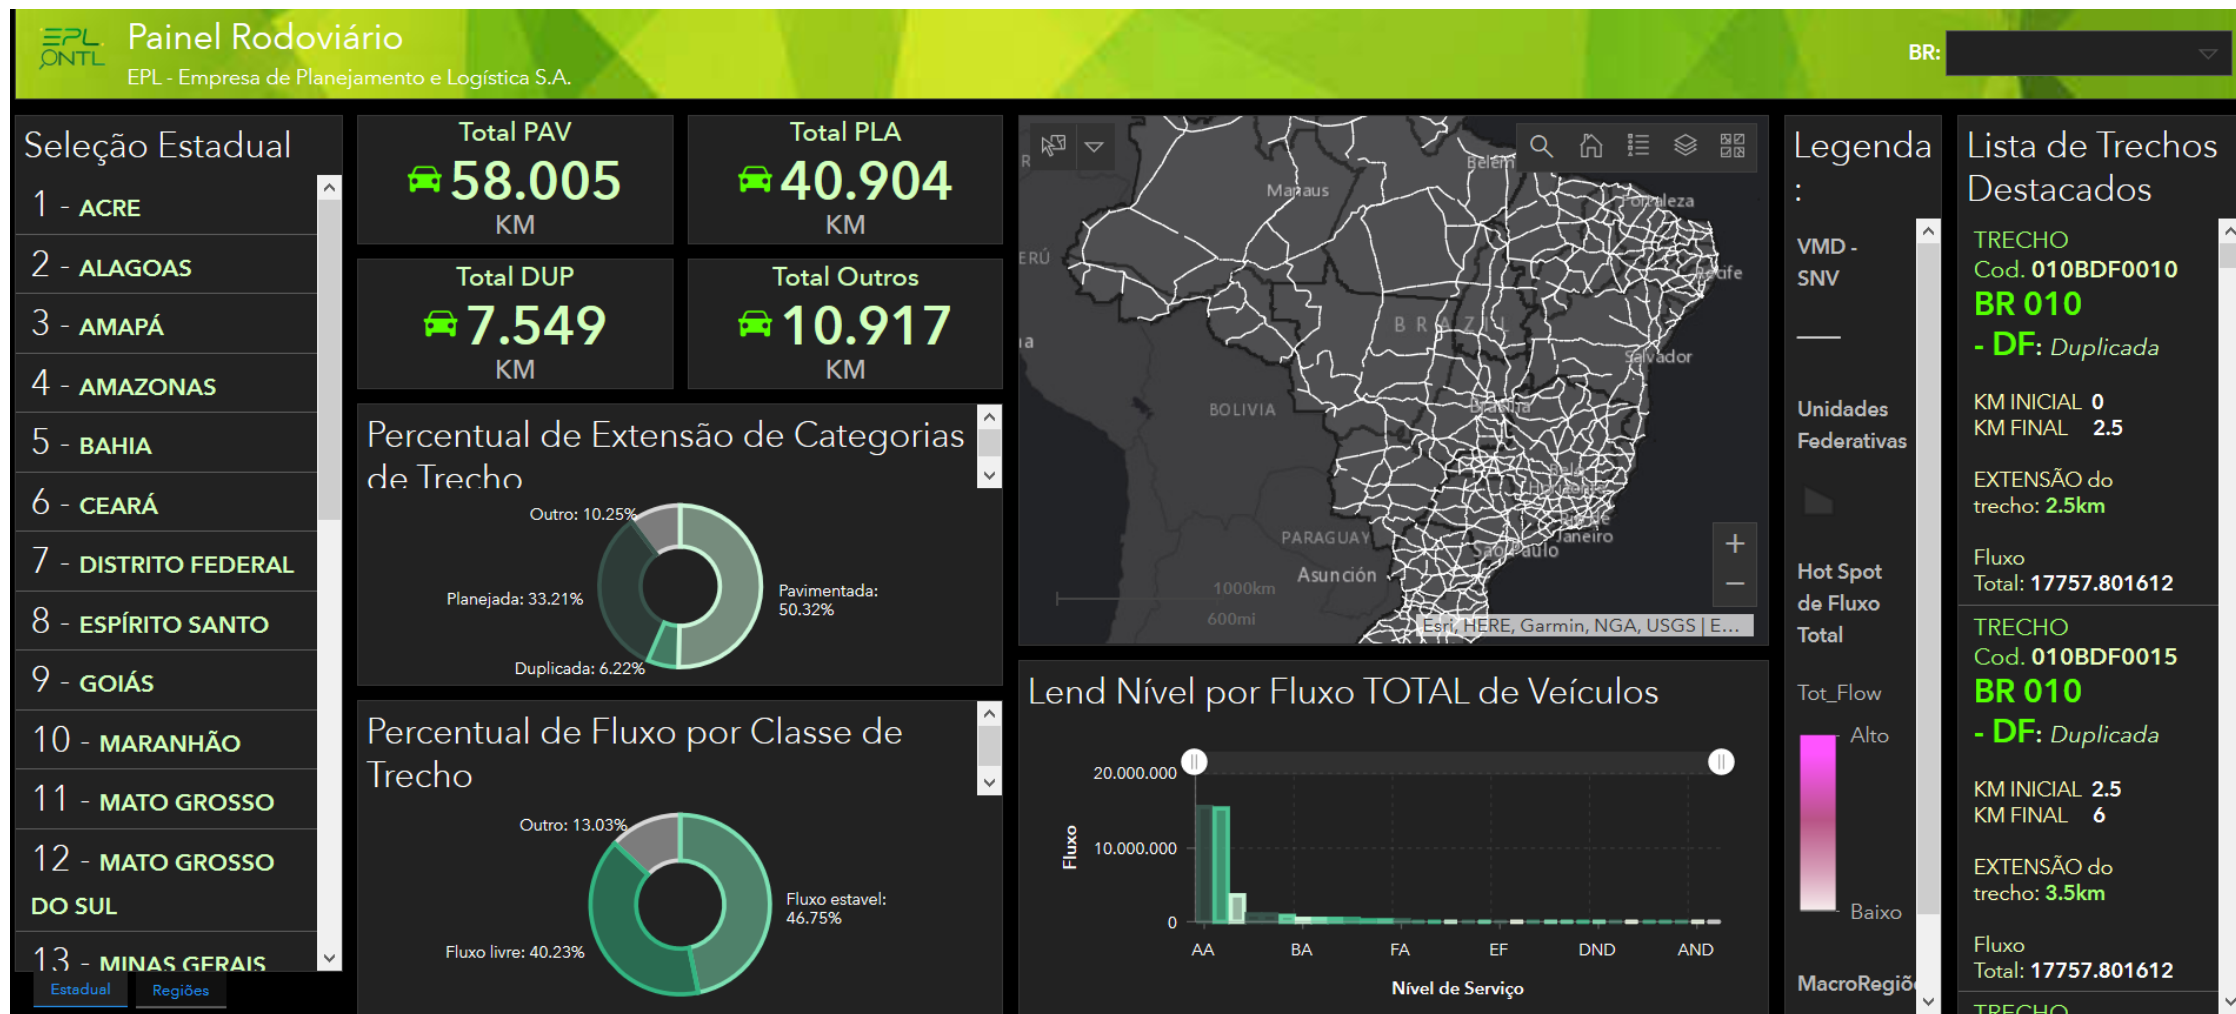 EPL
ONTL
Painel Rodoviário
EPL - Empresa de Planejamento e Logística S.A.
BR:
Seleção Estadual
1 - ACRE
2 - ALAGOAS
3 - AMAPÁ
4 - AMAZONAS
5 - BAHIA
6 - CEARÁ
7 - DISTRITO FEDERAL
8 - ESPÍRITO SANTO
9 - GOIÁS
10 - MARANHÃO
11 - MATO GROSSO
12 - MATO GROSSO
DO SUL
13 - MINAS GERAIS
Estadual
Regiões
Total PAV
58.005
KM
Total PLA
40.904
KM
Total DUP
7.549
KM
Total Outros
10.917
KM
Percentual de Extensão de Categorias
de Trecho
Outro: 10.25%
Planejada: 33.21%
Pavimentada:
50.32%
Duplicada: 6.22%
Percentual de Fluxo por Classe de
Trecho
Outro: 13.03%
Fluxo estavel:
46.75%
Fluxo livre: 40.23%
Belém
Manaus
Fortaleza
ERÚ
Recife
BRAZIL
Salvador
BOLIVIA
Brasília
Belo
Horizonte
PARAGUAY
Rio de
Janeiro
São Paulo
Asunción
1000km
600mi
Esri, HERE, Garmin, NGA, USGS | E...
Lend Nível por Fluxo TOTAL de Veículos
20.000.000
10.000.000
0
Fluxo
AA
BA
FA
EF
DND
AND
Nível de Serviço
Legenda
:
VMD -
SNV
Unidades
Federativas
Hot Spot
de Fluxo
Total
Tot_Flow
Alto
Baixo
MacroRegiõ
Lista de Trechos
Destacados
TRECHO
Cod. 010BDF0010
BR 010
- DF: Duplicada
KM INICIAL 0
KM FINAL 2.5
EXTENSÃO do
trecho: 2.5km
Fluxo
Total: 17757.801612
TRECHO
Cod. 010BDF0015
BR 010
- DF: Duplicada
KM INICIAL 2.5
KM FINAL 6
EXTENSÃO do
trecho: 3.5km
Fluxo
Total: 17757.801612
TRECHO